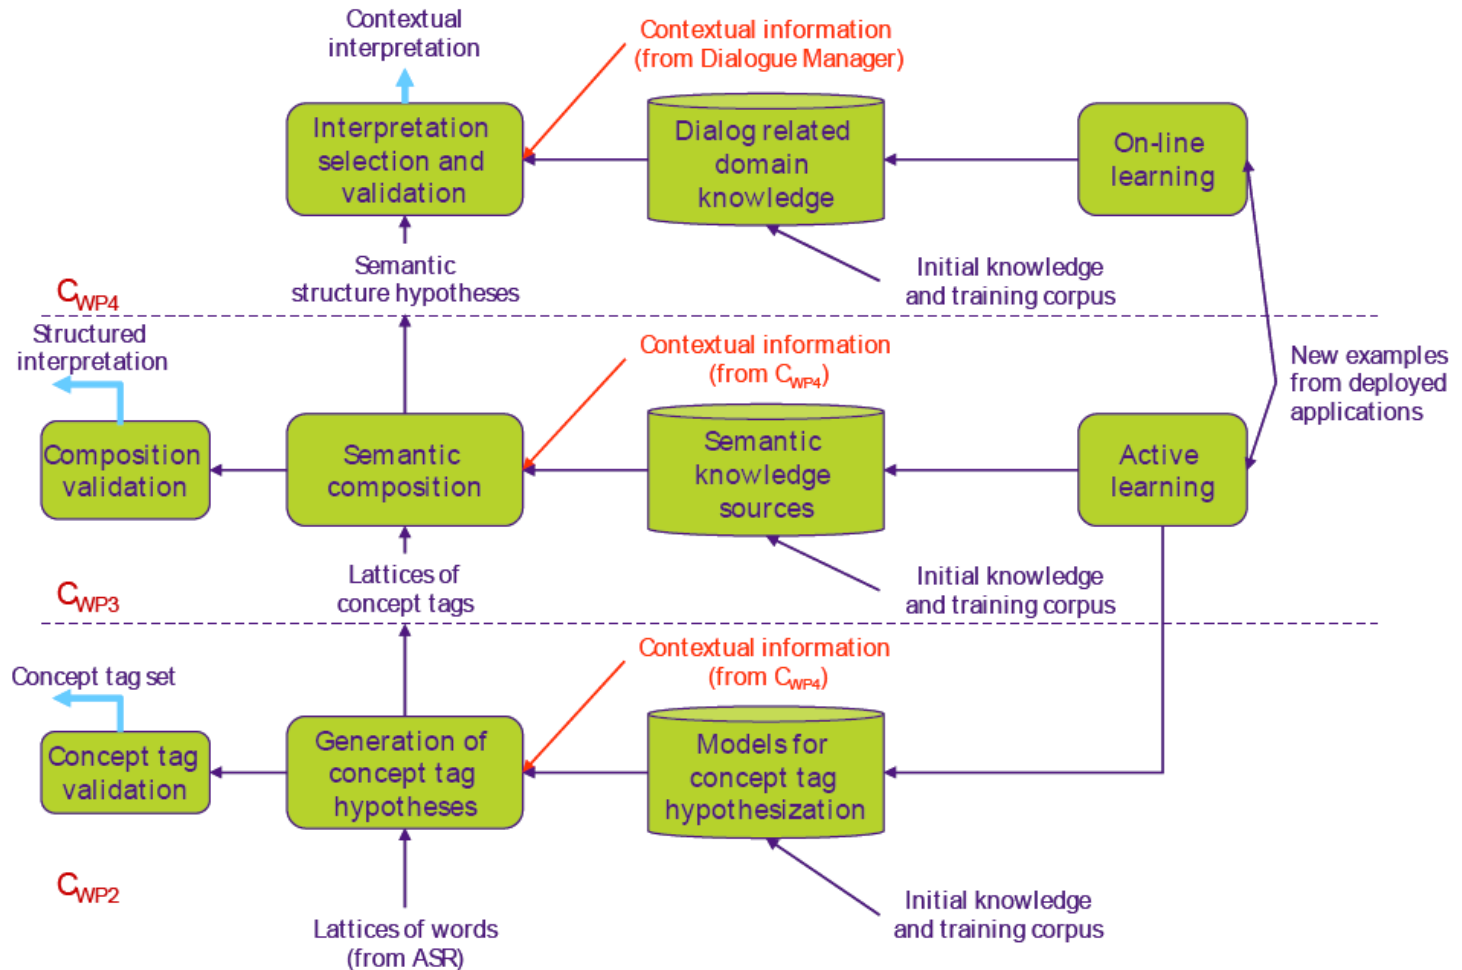 Contextual
interpretation
Contextual information
(from Dialogue Manager)
Interpretation
selection and
validation
Dialog related
domain
knowledge
On-line
learning
Semantic
structure hypotheses
Initial knowledge
and training corpus
CWP4
Structured
interpretation
Contextual information
(from CWP4)
New examples
from deployed
applications
Composition
validation
Semantic
composition
Semantic
knowledge
sources
Active
learning
Lattices of
concept tags
Initial knowledge
and training corpus
CWP3
Contextual information
(from CWP4)
Concept tag set
Concept tag
validation
Generation of
concept tag
hypotheses
Models for
concept tag
hypothesization
CWP2
Initial knowledge
and training corpus
Lattices of words
(from ASR)